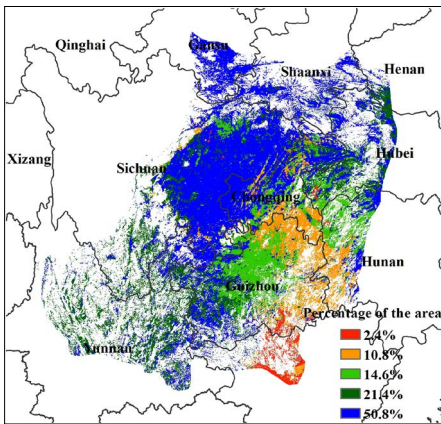 Qinghai
Gansu
Shaanxi
Henan
Xizang
Sichuan
Hubei
Chongqing
Hunan
Guizhou
Yunnan
Percentage of the area
2.4%
10.8%
14.6%
21.4%
50.8%